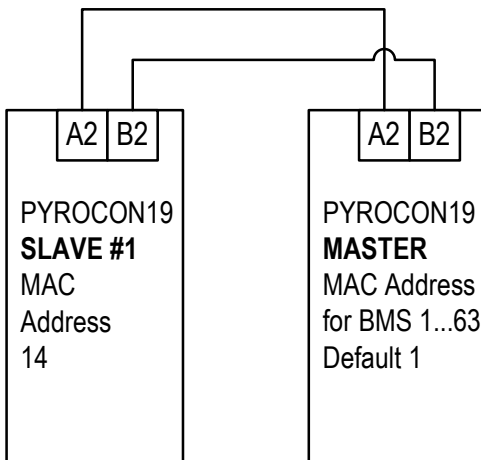 A2 B2
A2 B2
PYROCON19
SLAVE #1
MAC
Address
14
PYROCON19
MASTER
MAC Address
for BMS 1...63
Default 1